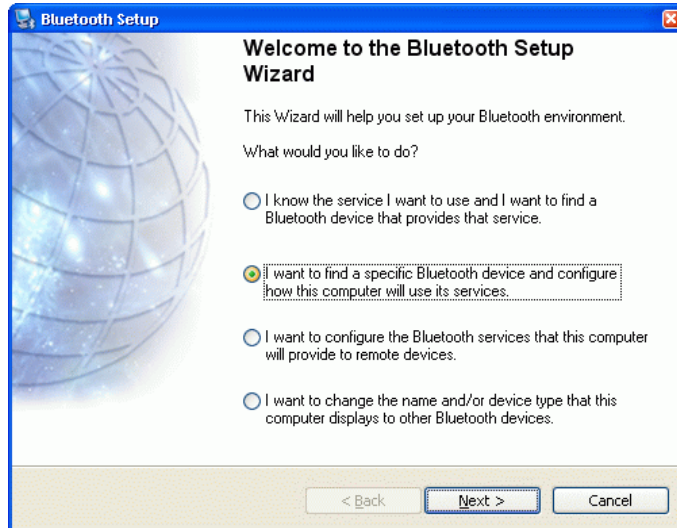 Bluetooth Setup
Welcome to the Bluetooth Setup
Wizard
This Wizard will help you set up your Bluetooth environment.
What would you like to do?
I know the service I want to use and I want to find a
Bluetooth device that provides that service.
I want to find a specific Bluetooth device and configure
how this computer will use its services.
I want to configure the Bluetooth services that this computer
will provide to remote devices.
I want to change the name and/or device type that this
computer displays to other Bluetooth devices.
< Back Next > Cancel